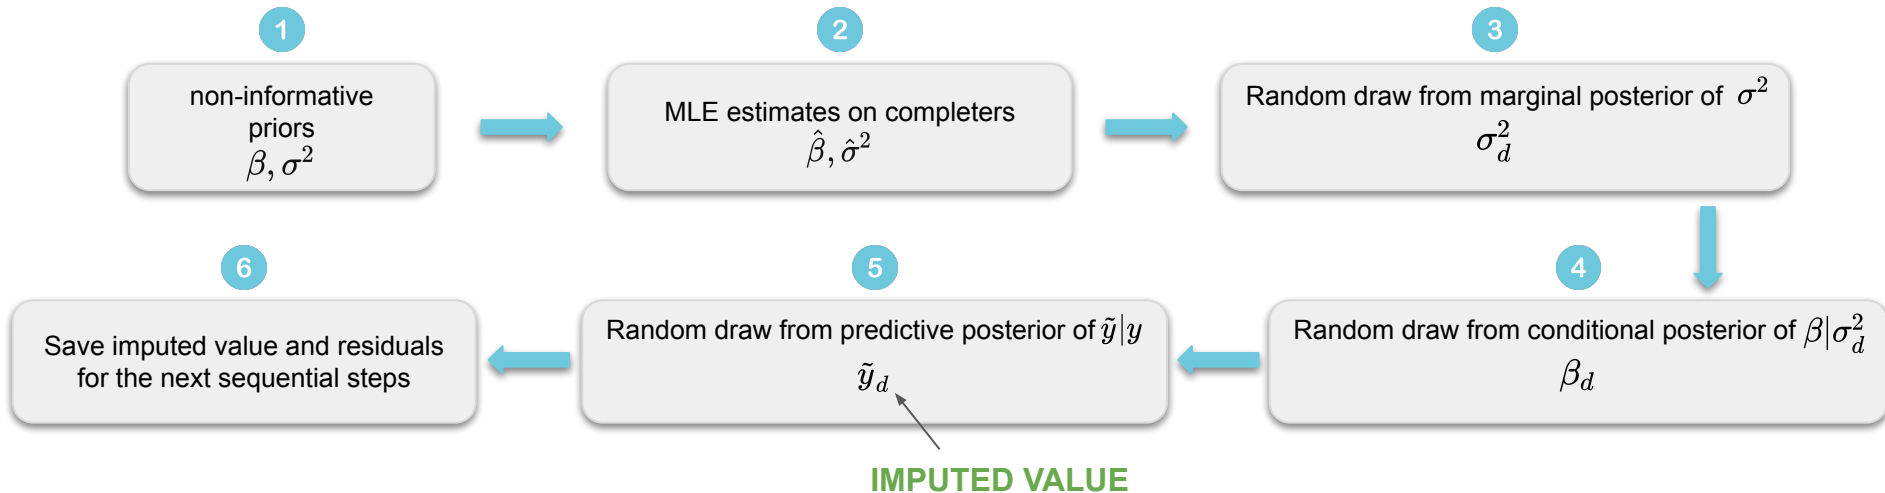 1
non-informative
priors
β, σ²
2
MLE estimates on completers
β̂, σ̂²
3
Random draw from marginal posterior of σ²
σ²_d
4
Random draw from conditional posterior of β|σ²_d
β_d
5
Random draw from predictive posterior of ỹ|y
ỹ_d
IMPUTED VALUE
6
Save imputed value and residuals
for the next sequential steps